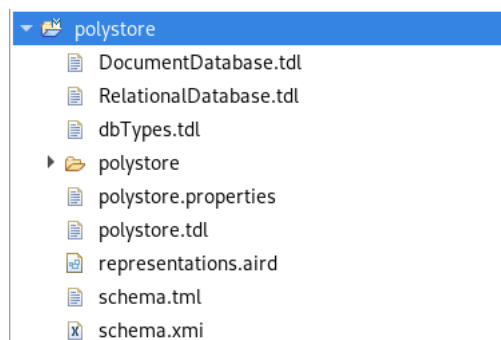 polystore
DocumentDatabase.tdl
RelationalDatabase.tdl
dbTypes.tdl
polystore
polystore.properties
polystore.tdl
representations.aird
schema.tml
schema.xmi